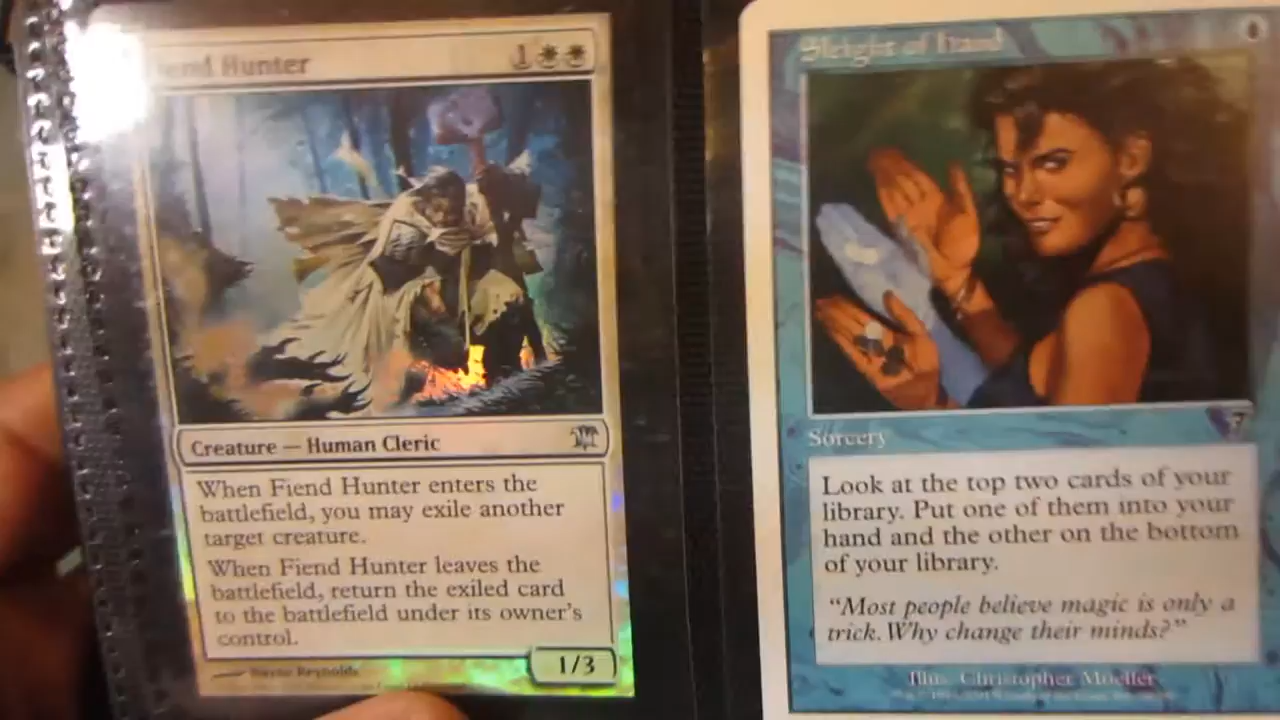 Fiend Hunter
1
Creature — Human Cleric
When Fiend Hunter enters the
battlefield, you may exile another
target creature.
When Fiend Hunter leaves the
battlefield, return the exiled card
to the battlefield under its owner's
control.
Wayne Reynolds
1/3
Sleight of Hand
Sorcery
7
Look at the top two cards of your
library. Put one of them into your
hand and the other on the bottom
of your library.
“Most people believe magic is only a
trick. Why change their minds?”
Illus. Christopher Moeller